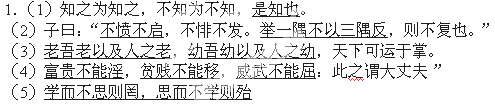 1.（1）知之为知之，不知为不知，是知也。
（2）子曰：“不愤不启，不悱不发。举一隅不以三隅反，则不复也。”
（3）老吾老以及人之老，幼吾幼以及人之幼，天下可运于掌。
（4）富贵不能淫，贫贱不能移，威武不能屈：此之谓大丈夫”
（5）学而不思则罔，思而不学则殆